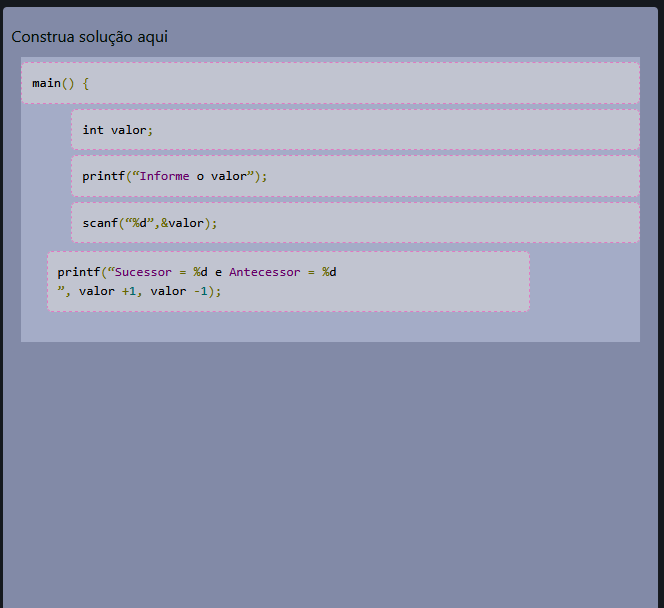 Construa solução aqui
main() {
int valor;
printf(“Informe o valor”);
scanf(“%d”,&valor);
printf(“Sucessor = %d e Antecessor = %d
”, valor +1, valor -1);